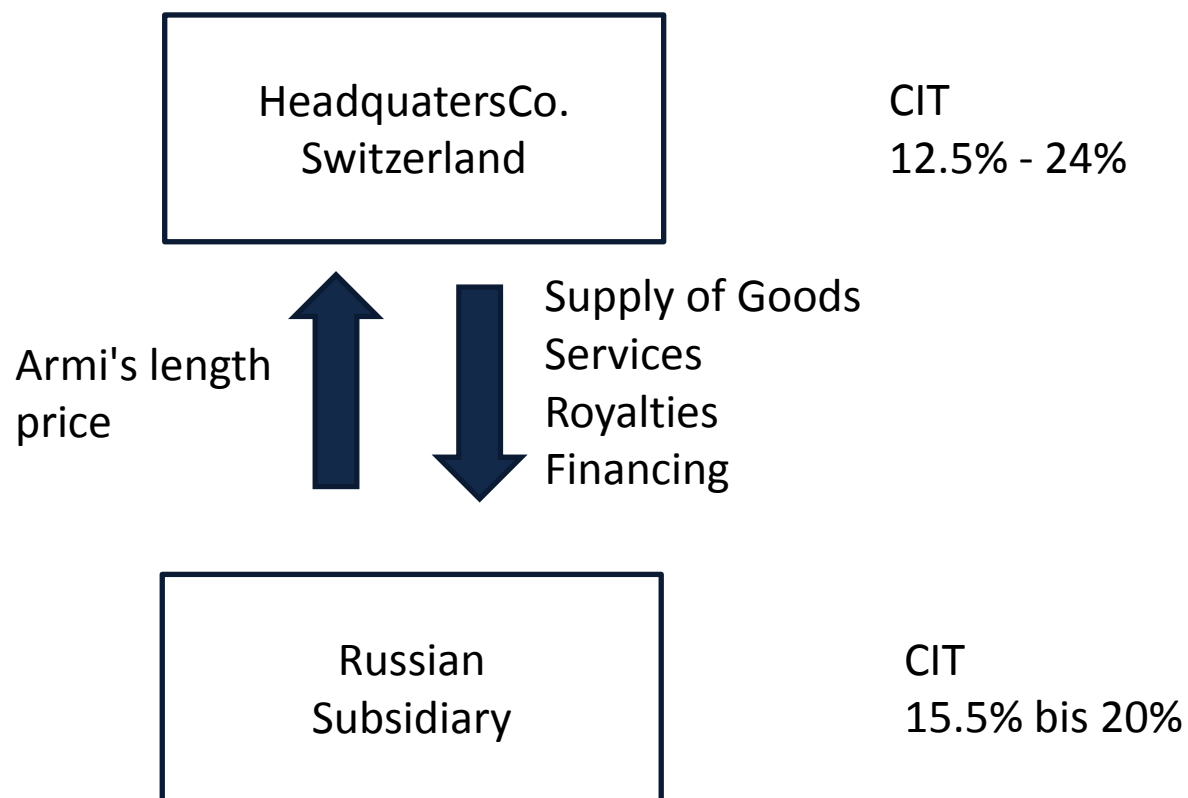 HeadquatersCo.
Switzerland
CIT
12.5% - 24%
Armi's length
price
Supply of Goods
Services
Royalties
Financing
Russian
Subsidiary
CIT
15.5% bis 20%